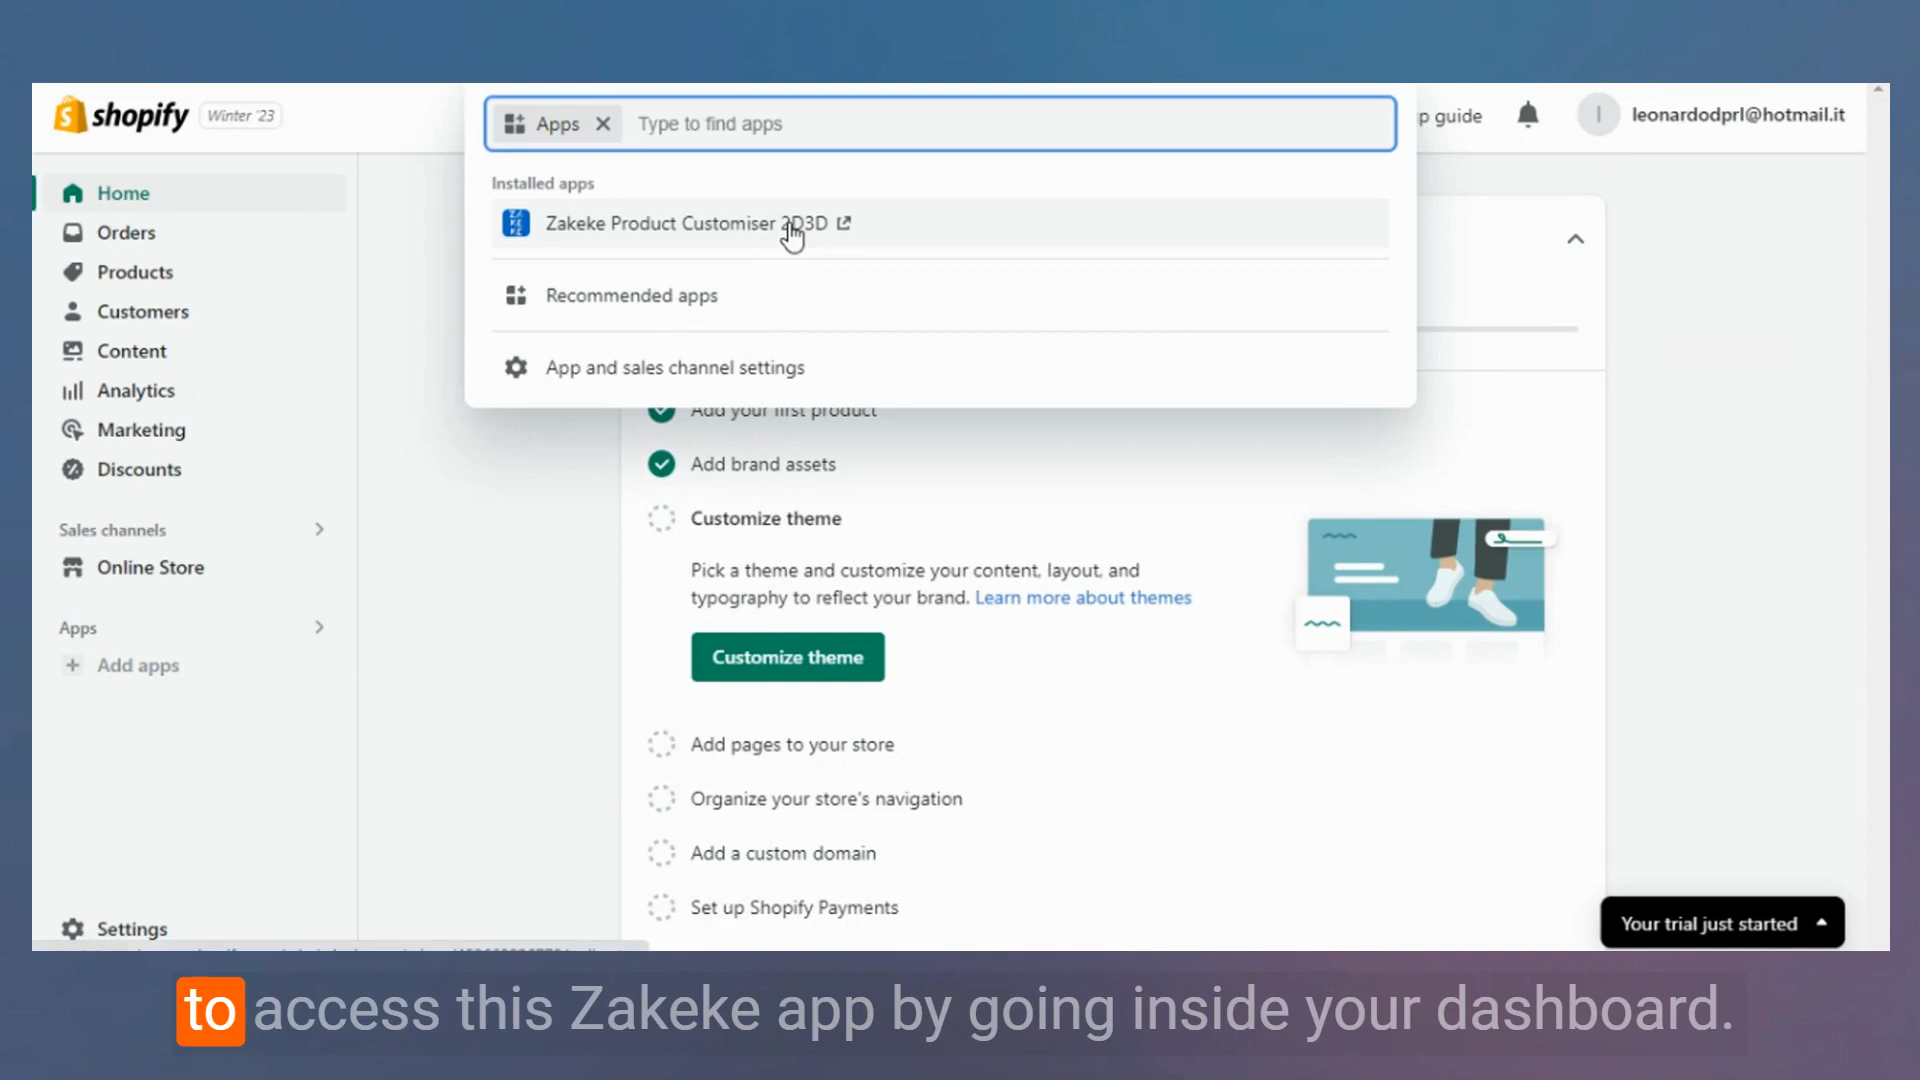 shopify Winter '23
Apps Type to find apps
p guide
leonardodprl@hotmail.it
Installed apps
Zakeke Product Customiser 2D3D
Recommended apps
App and sales channel settings
Home
Orders
Products
Customers
Content
Analytics
Marketing
Discounts
Sales channels
Online Store
Apps
Add apps
Settings
Add your first product
Add brand assets
Customize theme
Pick a theme and customize your content, layout, and
typography to reflect your brand. Learn more about themes
Customize theme
Add pages to your store
Organize your store's navigation
Add a custom domain
Set up Shopify Payments
Your trial just started
to access this Zakeke app by going inside your dashboard.